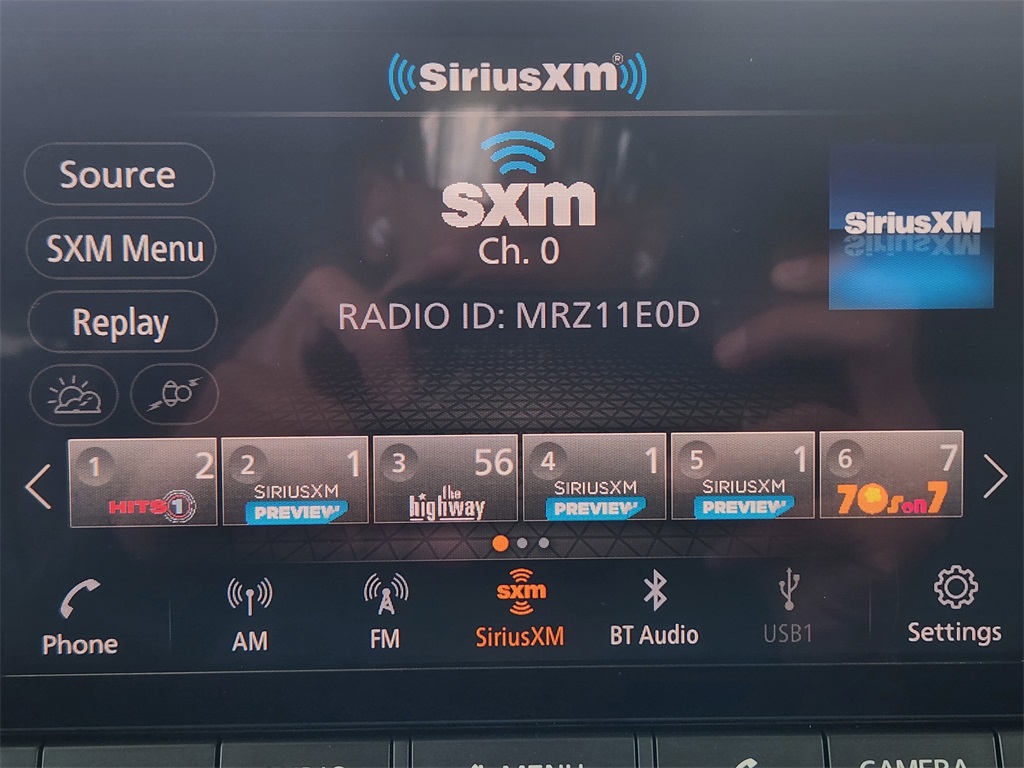 SiriusXM®
Source
SXM Menu
Replay
sxm
Ch. 0
RADIO ID: MRZ11E0D
SiriusXM
1 2
HITS 1
2 1
SIRIUSXM
PREVIEW
3 56
the
highway
4 1
SIRIUSXM
PREVIEW
5 1
SIRIUSXM
PREVIEW
6 7
70s on 7
Phone
AM
FM
sxm
SiriusXM
BT Audio
USB1
Settings
MENU
CAMERA